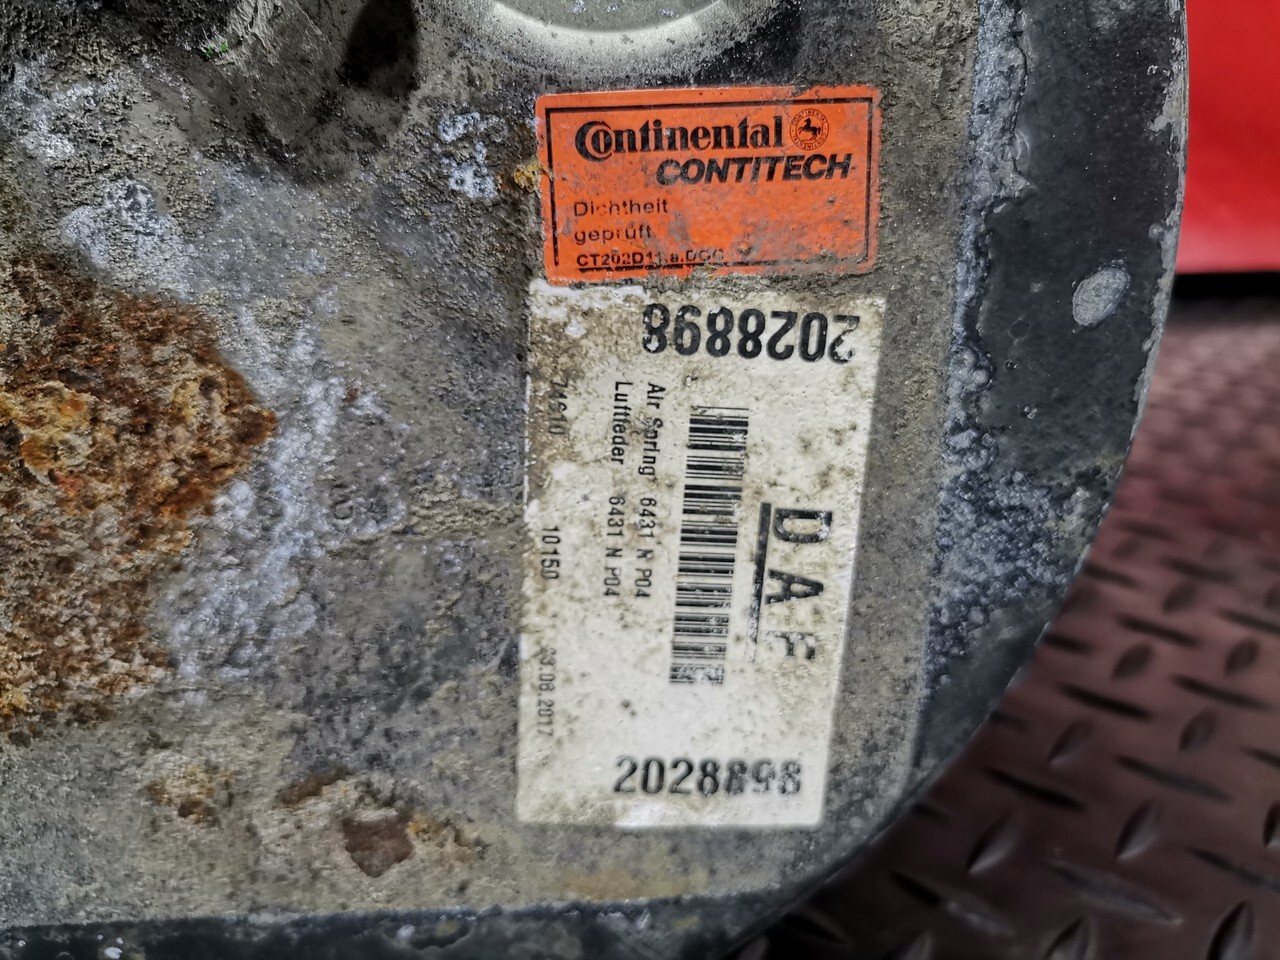 Continental
CONTITECH
Dichtheit
geprüft
2028898
DAF
Air Spring 6431 N P04
Luftfeder 6431 N P04
10150
2028898